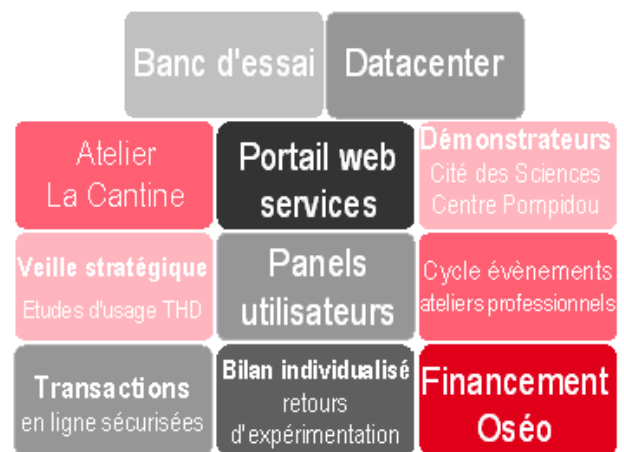 Banc d'essai
Datacenter
Atelier
La Cantine
Portail web
services
Démonstrateurs
Cité des Sciences
Centre Pompidou
Veille stratégique
Etudes d'usage THD
Panels
utilisateurs
Cycle évènements
ateliers professionnels
Transactions
en ligne sécurisées
Bilan individualisé
retours
d'expérimentation
Financement
Oséo